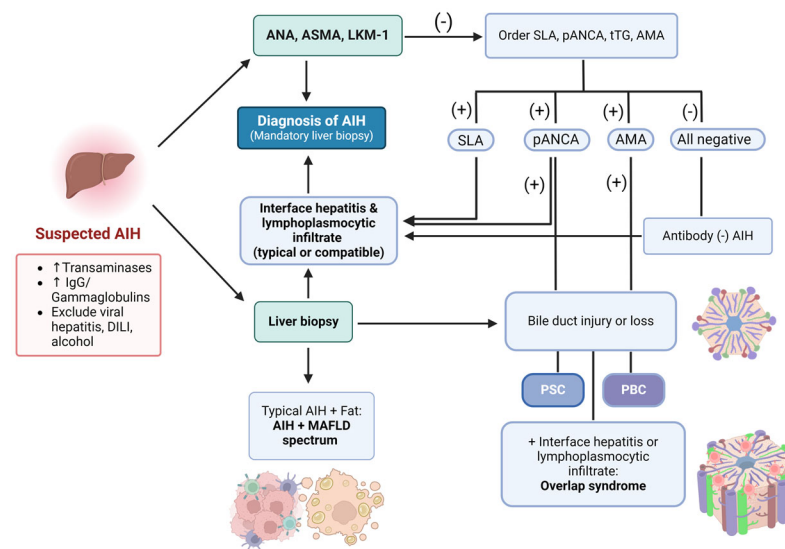 ANA, ASMA, LKM-1
(-)
Order SLA, pANCA, tTG, AMA
Diagnosis of AIH
(Mandatory liver biopsy)
(+)
(+)
(+)
(-)
SLA
pANCA
AMA
All negative
(+)
(+)
Interface hepatitis &
lymphoplasmocytic
infiltrate
(typical or compatible)
Suspected AIH
Antibody (-) AIH
• ↑Transaminases
• ↑ IgG/
Gammaglobulins
• Exclude viral
hepatitis, DILI,
alcohol
Liver biopsy
Bile duct injury or loss
PSC
PBC
Typical AIH + Fat:
AIH + MAFLD
spectrum
+ Interface hepatitis or
lymphoplasmocytic
infiltrate:
Overlap syndrome